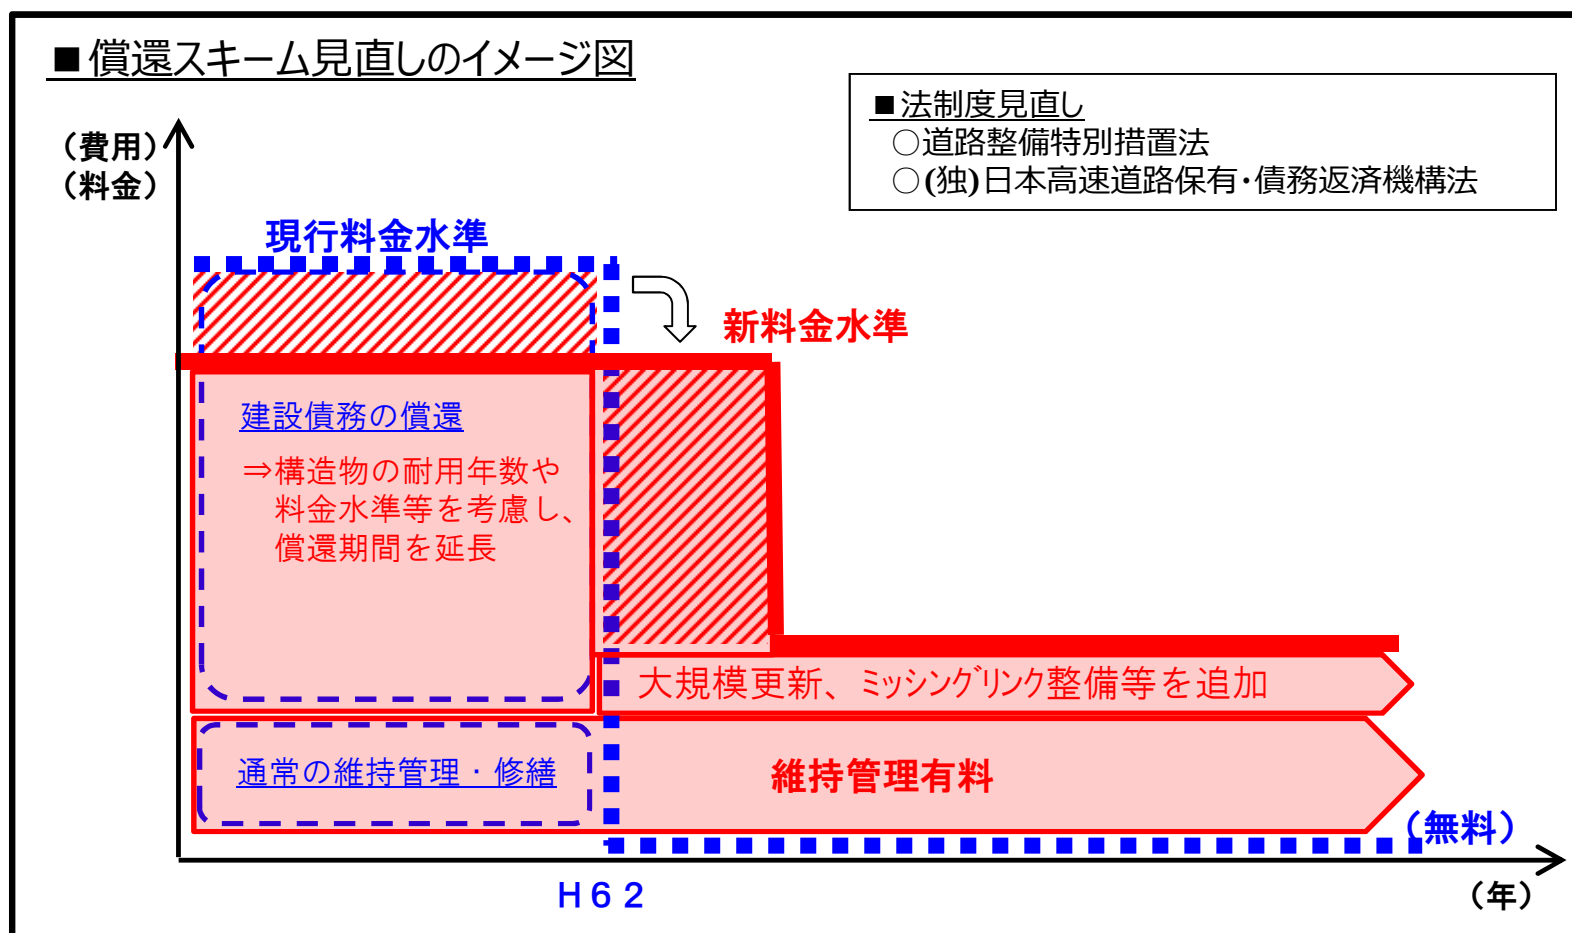 ■償還スキーム見直しのイメージ図
■法制度見直し
○道路整備特別措置法
○(独)日本高速道路保有・債務返済機構法
（費用）
（料金）
現行料金水準
新料金水準
建設債務の償還
⇒構造物の耐用年数や
料金水準等を考慮し、
償還期間を延長
大規模更新、ﾐｯｼﾝｸﾞﾘﾝｸ整備等を追加
通常の維持管理・修繕
維持管理有料
（無料）
Ｈ６２
（年）